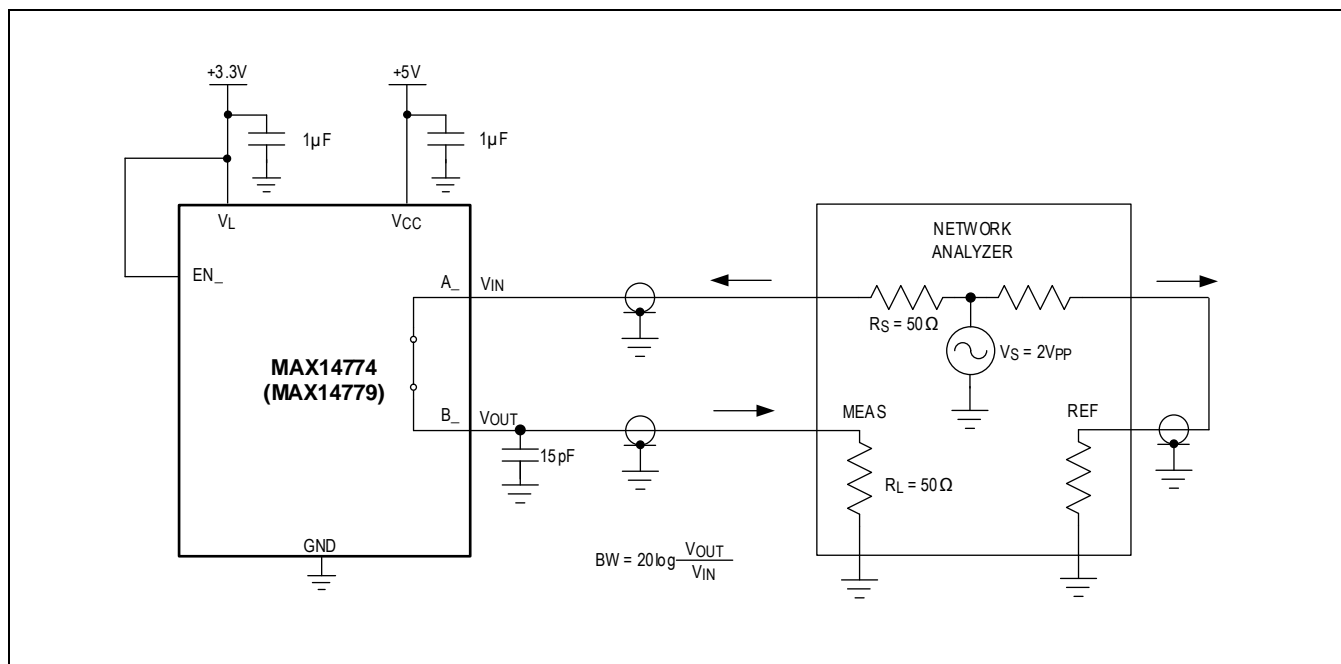 +3.3V
+5V
1µF
1µF
VL
VCC
EN_
A_
VIN
MAX14774
(MAX14779)
B_
VOUT
15pF
GND
NETWORK
ANALYZER
RS = 50Ω
VS = 2VPP
MEAS
REF
RL = 50Ω
BW = 20log VOUT
VIN